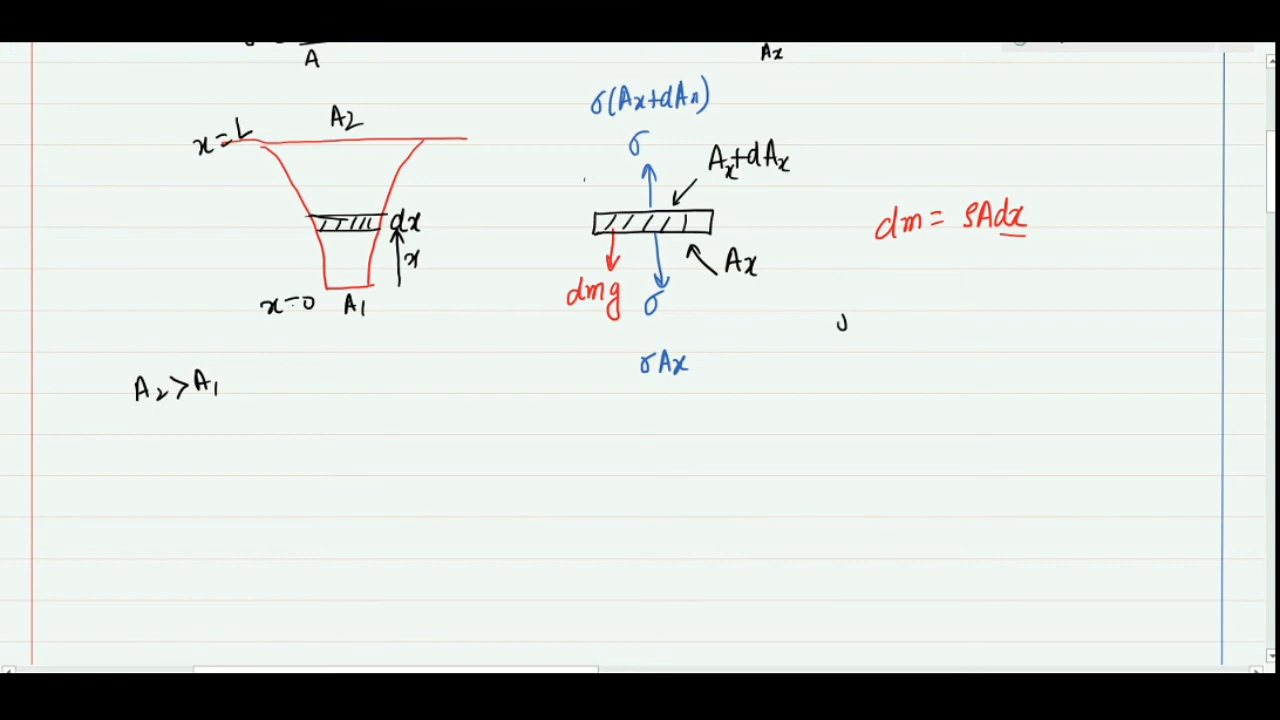 A
Ax
σ(Ax+dAx)
x=L
A2
σ
Ax+dAx
dx
dm = ρAdx
x
Ax
dmg
σ
x=0
A1
σAx
A2>A1